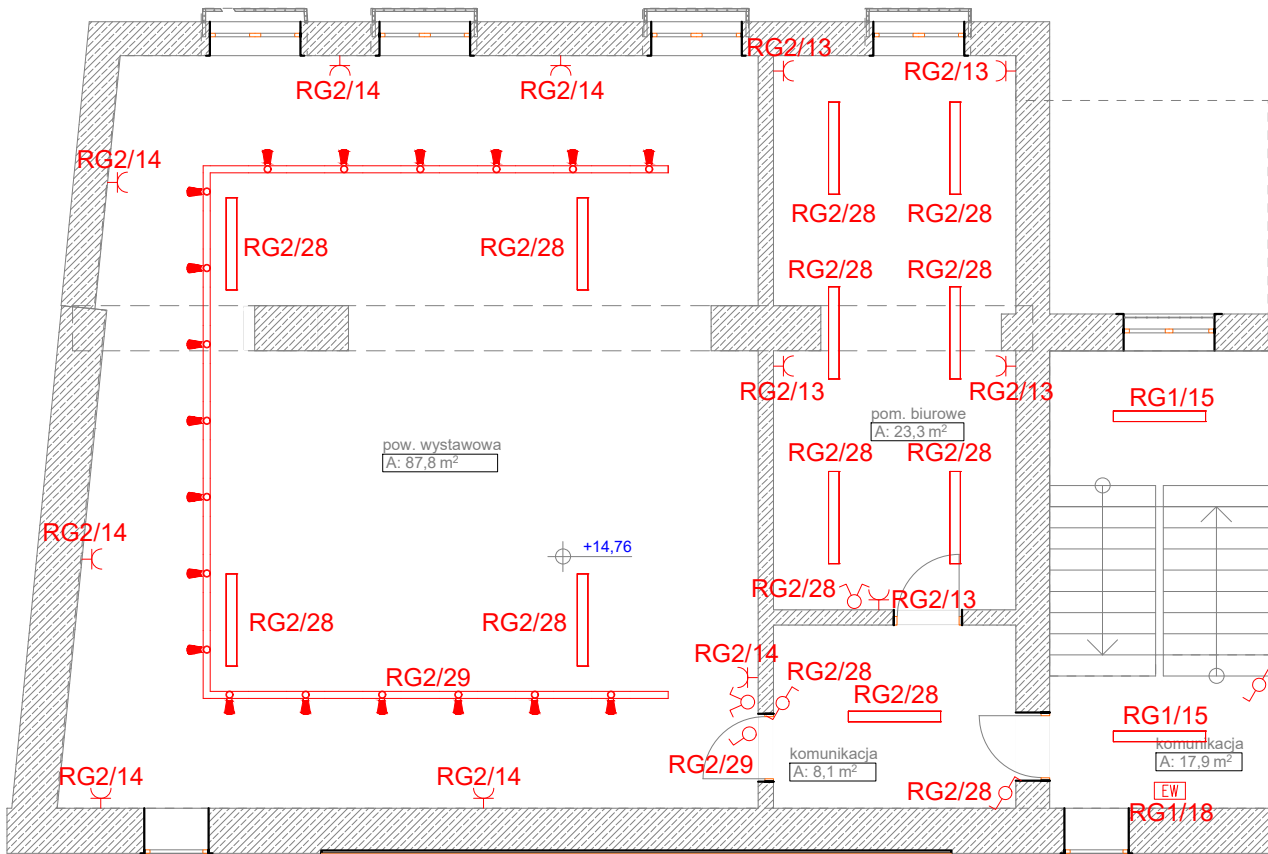 RG2/13
RG2/13
RG2/14
RG2/14
RG2/14
RG2/28
RG2/28
RG2/28
RG2/28
RG2/28
RG2/28
RG2/13
RG2/13
RG1/15
pom. biurowe
A: 23,3 m²
pow. wystawowa
A: 87,8 m²
RG2/28
RG2/28
RG2/14
+14,76
RG2/28
RG2/13
RG2/28
RG2/28
RG2/14
RG2/28
RG2/29
RG2/28
RG1/15
komunikacja
A: 17,9 m²
RG2/29
komunikacja
A: 8,1 m²
RG2/14
RG2/14
RG2/28
EW
RG1/18